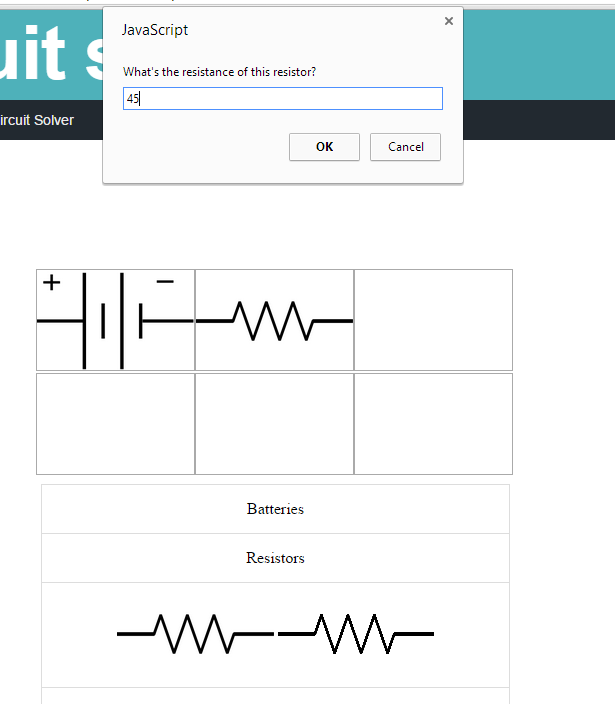 JavaScript
×
What's the resistance of this resistor?
45
OK
Cancel
uit s
ircuit Solver
+ −
Batteries
Resistors